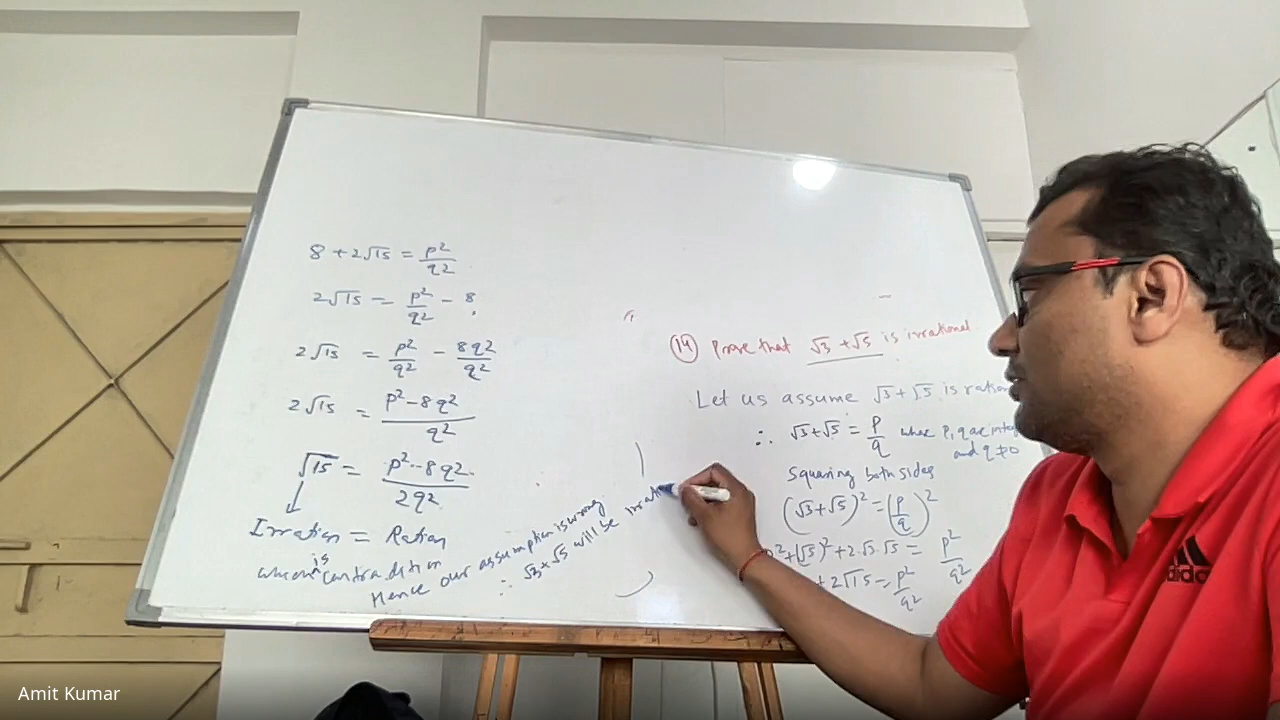 8 + 2√15 = p²/q²
2√15 = p²/q² - 8
2√15 = p²/q² - 8q²/q²
2√15 = p²-8q²/q²
√15 = p²-8q²/2q²
Irration = Ration
which is contradition
Hence our assumption is wrong
∴ √3+√5 will be irrati
(14) Prove that √3+√5 is irrational
Let us assume √3+√5 is ration
∴ √3+√5 = p/q where p, q are inte
and q≠0
Squaring both sides
(√3+√5)² = (p/q)²
)²+(√5)²+2.√3.√5 = p²/q²
+2√15 = p²/q²
adidas
Amit Kumar